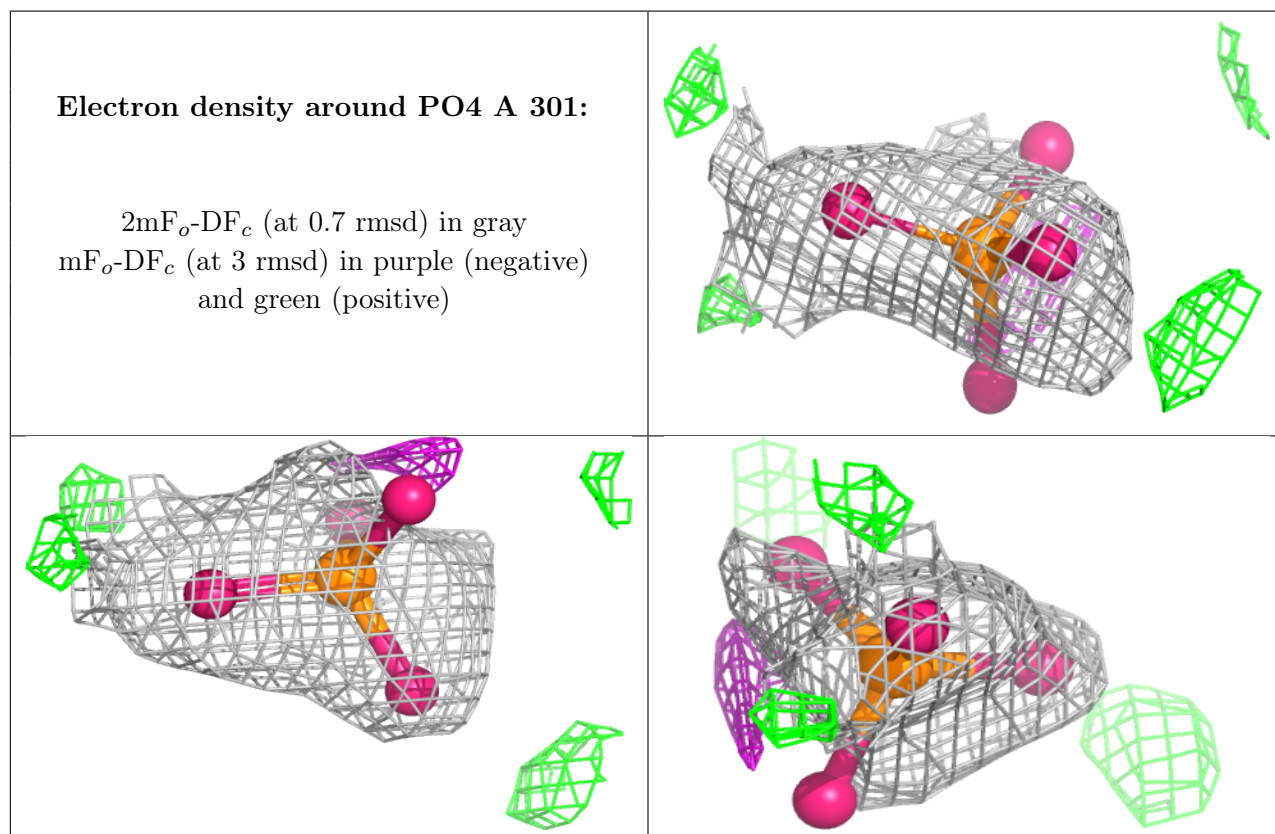 Electron density around PO4 A 301:
2mFo-DFc (at 0.7 rmsd) in gray
mFo-DFc (at 3 rmsd) in purple (negative)
and green (positive)